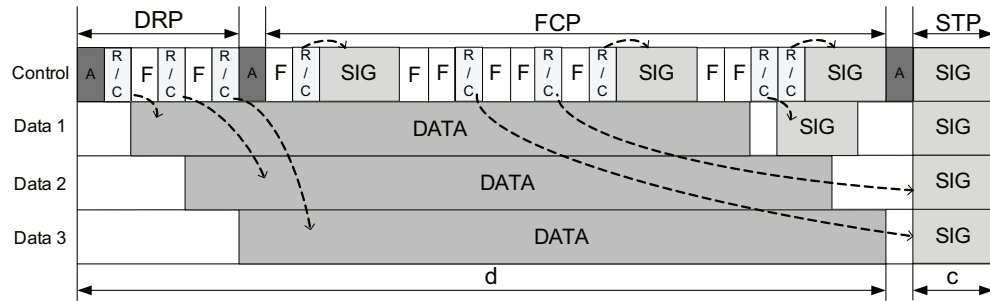 DRP FCP STP
Control A R/C F R/C F R/C A F R/C SIG F F R/C F F R/C F R/C SIG F F R/C R/C SIG A SIG
Data 1 DATA SIG SIG
Data 2 DATA SIG
Data 3 DATA SIG
d c